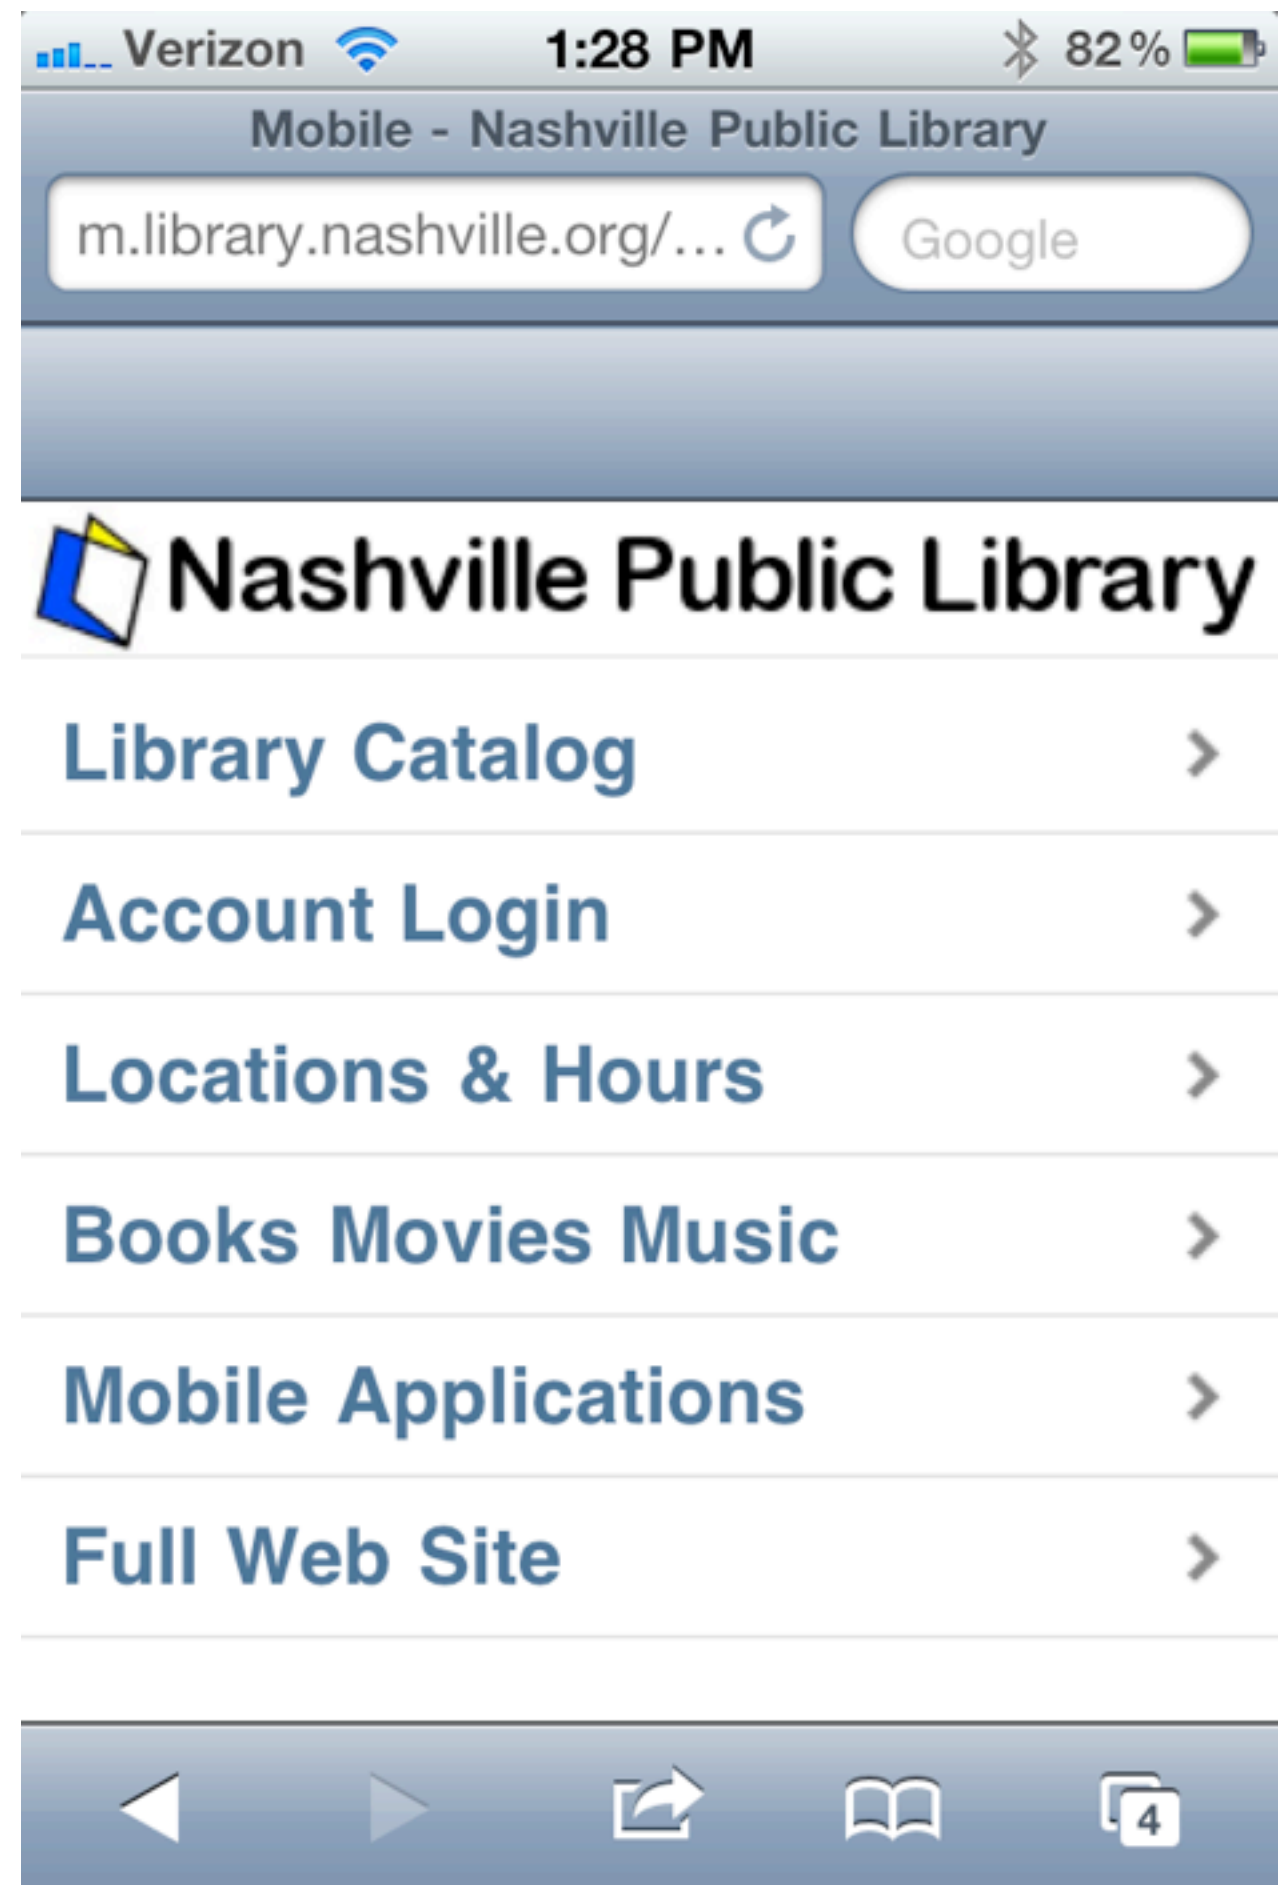 Verizon 1:28 PM 82%
Mobile - Nashville Public Library
m.library.nashville.org/... Google
Nashville Public Library
Library Catalog
Account Login
Locations & Hours
Books Movies Music
Mobile Applications
Full Web Site
4